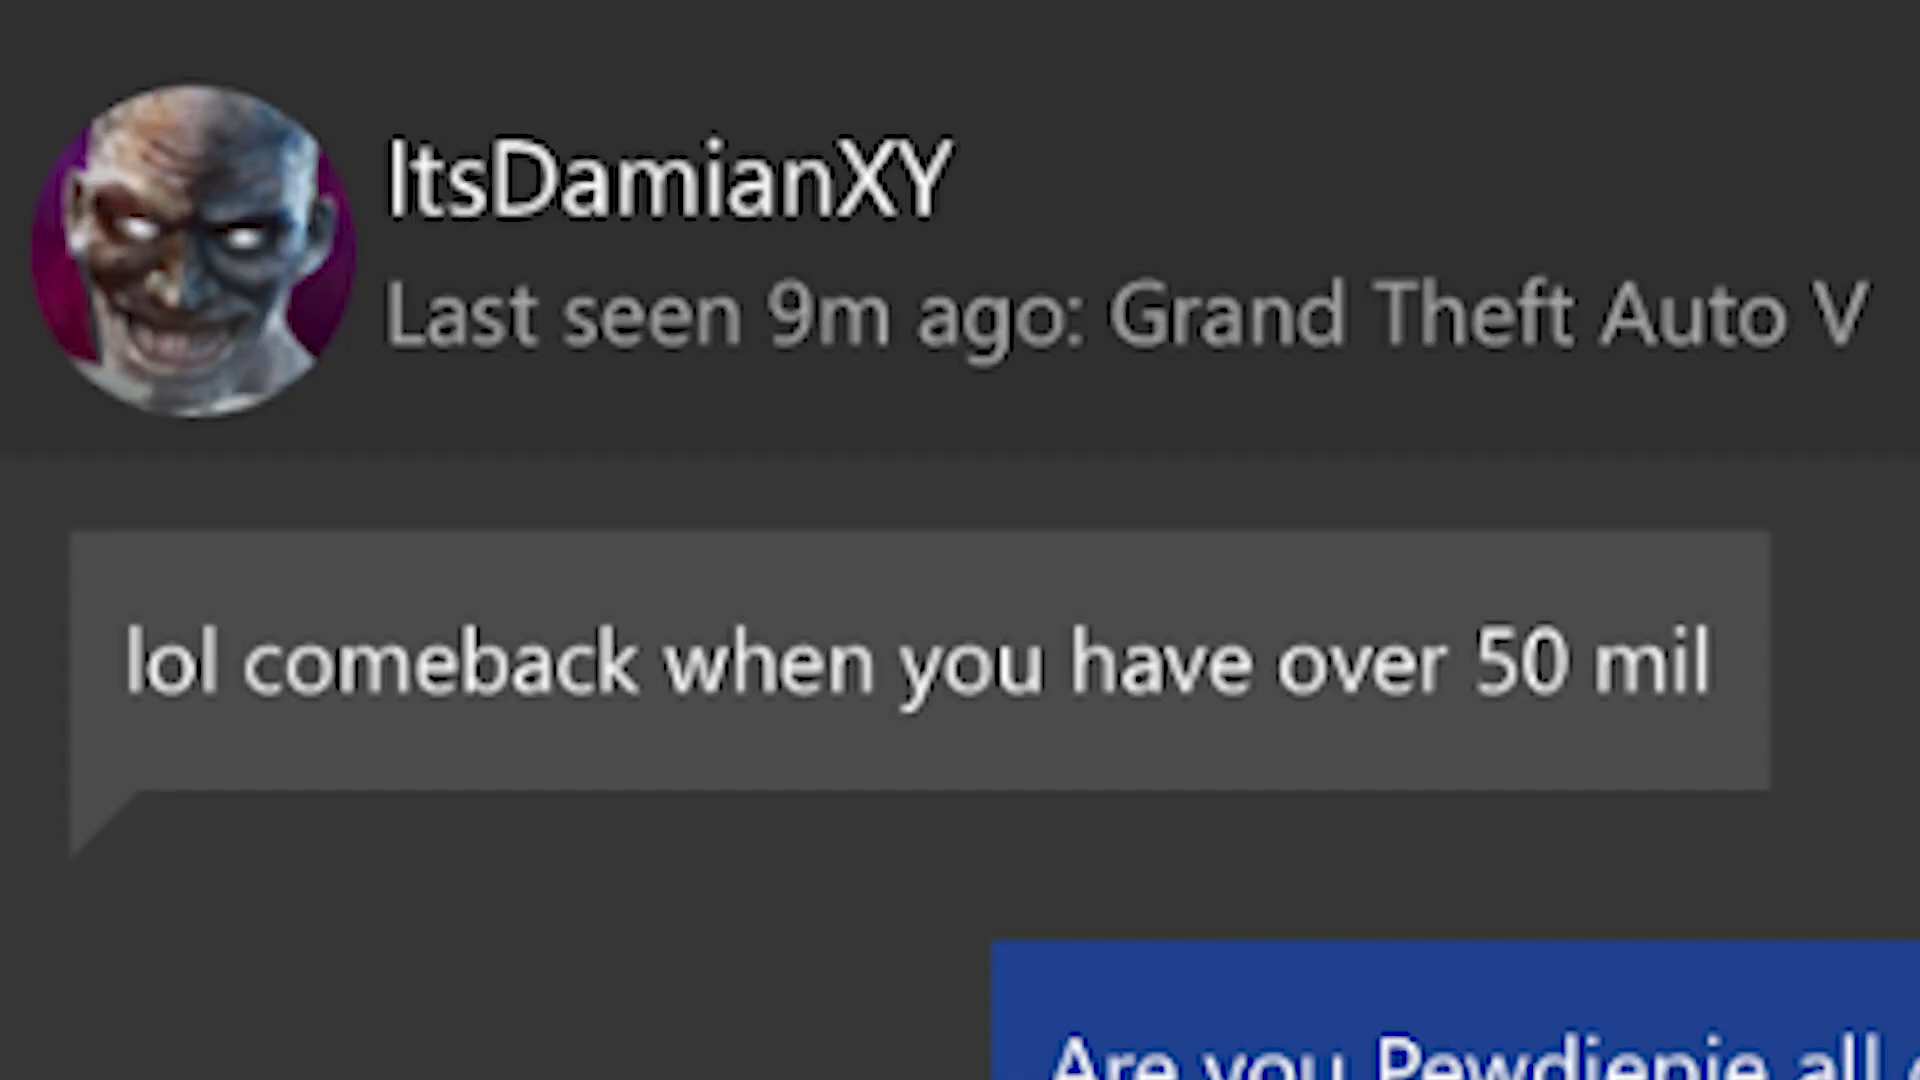 ItsDamianXY
Last seen 9m ago: Grand Theft Auto V
lol comeback when you have over 50 mil
Are you Pewdiepie all